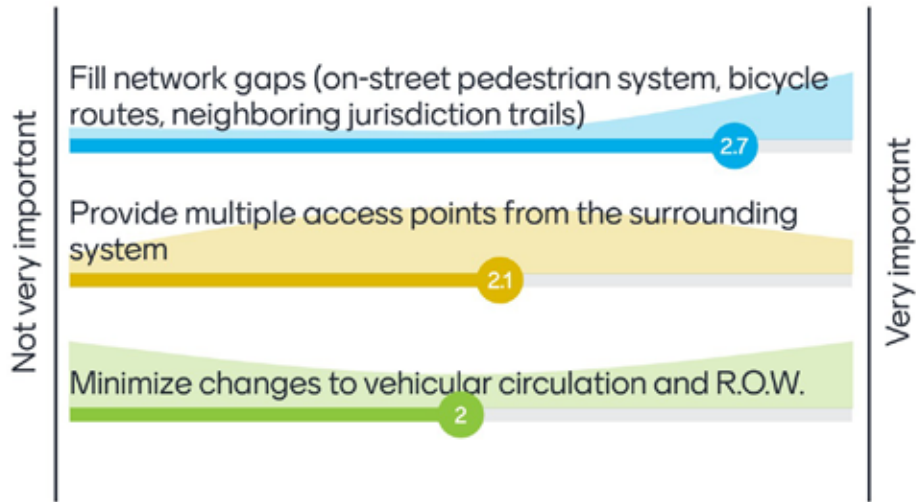 Not very important
Fill network gaps (on-street pedestrian system, bicycle
routes, neighboring jurisdiction trails)
2.7
Provide multiple access points from the surrounding
system
2.1
Minimize changes to vehicular circulation and R.O.W.
2
Very important